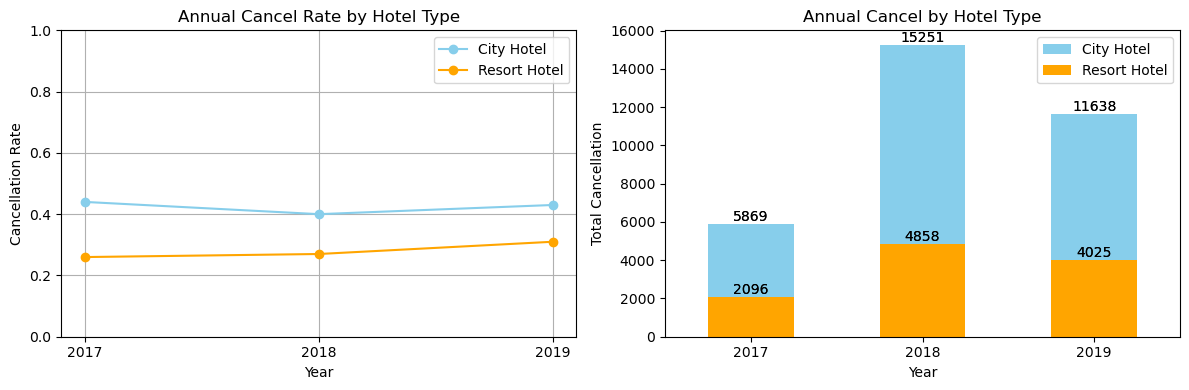 Annual Cancel Rate by Hotel Type
1.0
0.8
0.6
0.4
0.2
0.0
Cancellation Rate
City Hotel
Resort Hotel
2017
2018
2019
Year
Annual Cancel by Hotel Type
16000
14000
12000
10000
8000
6000
4000
2000
0
Total Cancellation
City Hotel
Resort Hotel
15251
11638
5869
4858
4025
2096
2017
2018
2019
Year